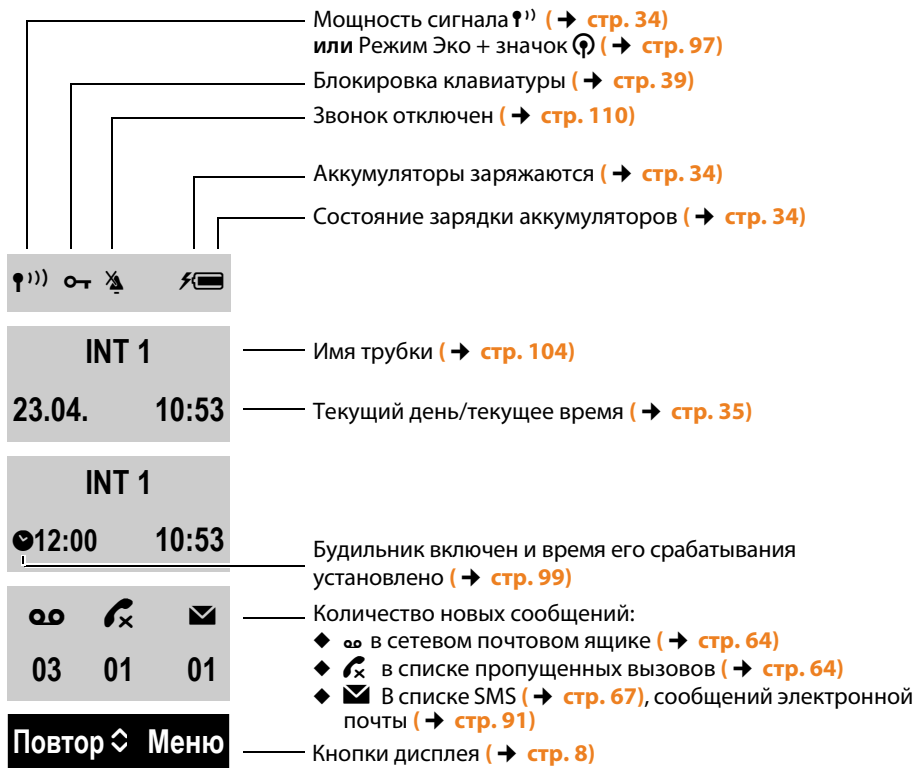 Мощность сигнала ( ➔ стр. 34)
или Режим Эко + значок ( ➔ стр. 97)
Блокировка клавиатуры ( ➔ стр. 39)
Звонок отключен ( ➔ стр. 110)
Аккумуляторы заряжаются ( ➔ стр. 34)
Состояние зарядки аккумуляторов ( ➔ стр. 34)
INT 1
Имя трубки ( ➔ стр. 104)
23.04. 10:53
Текущий день/текущее время ( ➔ стр. 35)
INT 1
12:00 10:53
Будильник включен и время его срабатывания
установлено ( ➔ стр. 99)
Количество новых сообщений:
◆ в сетевом почтовом ящике ( ➔ стр. 64)
◆ в списке пропущенных вызовов ( ➔ стр. 64)
◆ В списке SMS ( ➔ стр. 67), сообщений электронной
почты ( ➔ стр. 91)
03 01 01
Повтор Меню
Кнопки дисплея ( ➔ стр. 8)